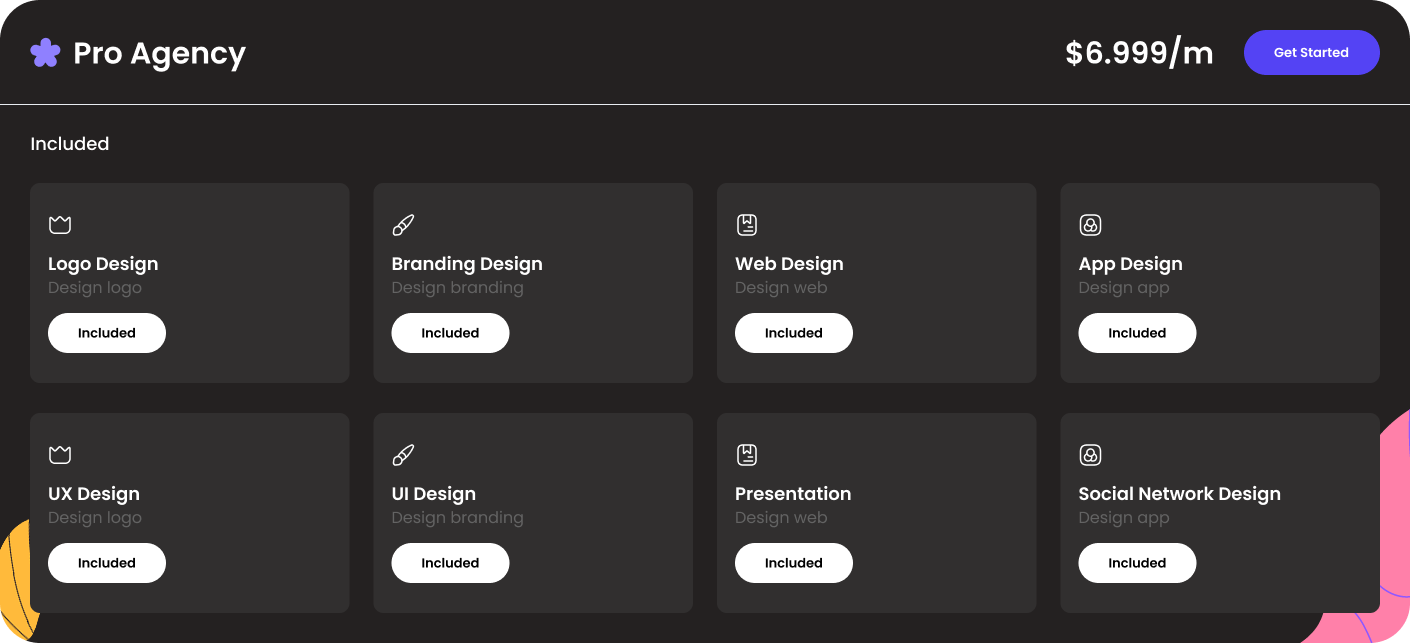 Pro Agency
$6.999/m
Get Started
Included
Logo Design
Design logo
Included
Branding Design
Design branding
Included
Web Design
Design web
Included
App Design
Design app
Included
UX Design
Design logo
Included
UI Design
Design branding
Included
Presentation
Design web
Included
Social Network Design
Design app
Included